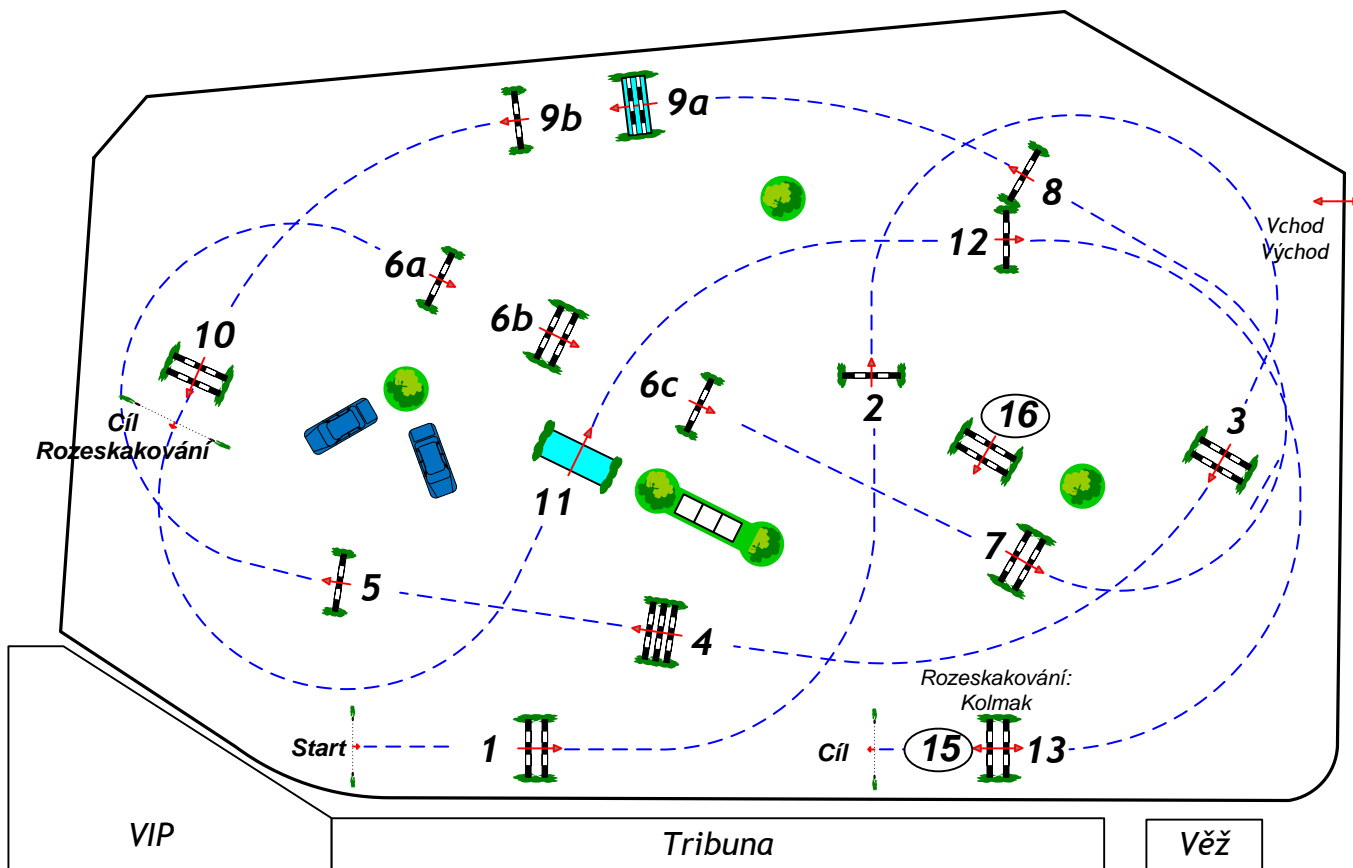 9b
9a
8
Vchod
Východ
12
6a
6b
10
6c
2
16
3
Cíl
Rozeskakování
11
7
5
4
Rozeskakování:
Kolmak
Start
1
Cíl
15
13
VIP
Tribuna
Věž